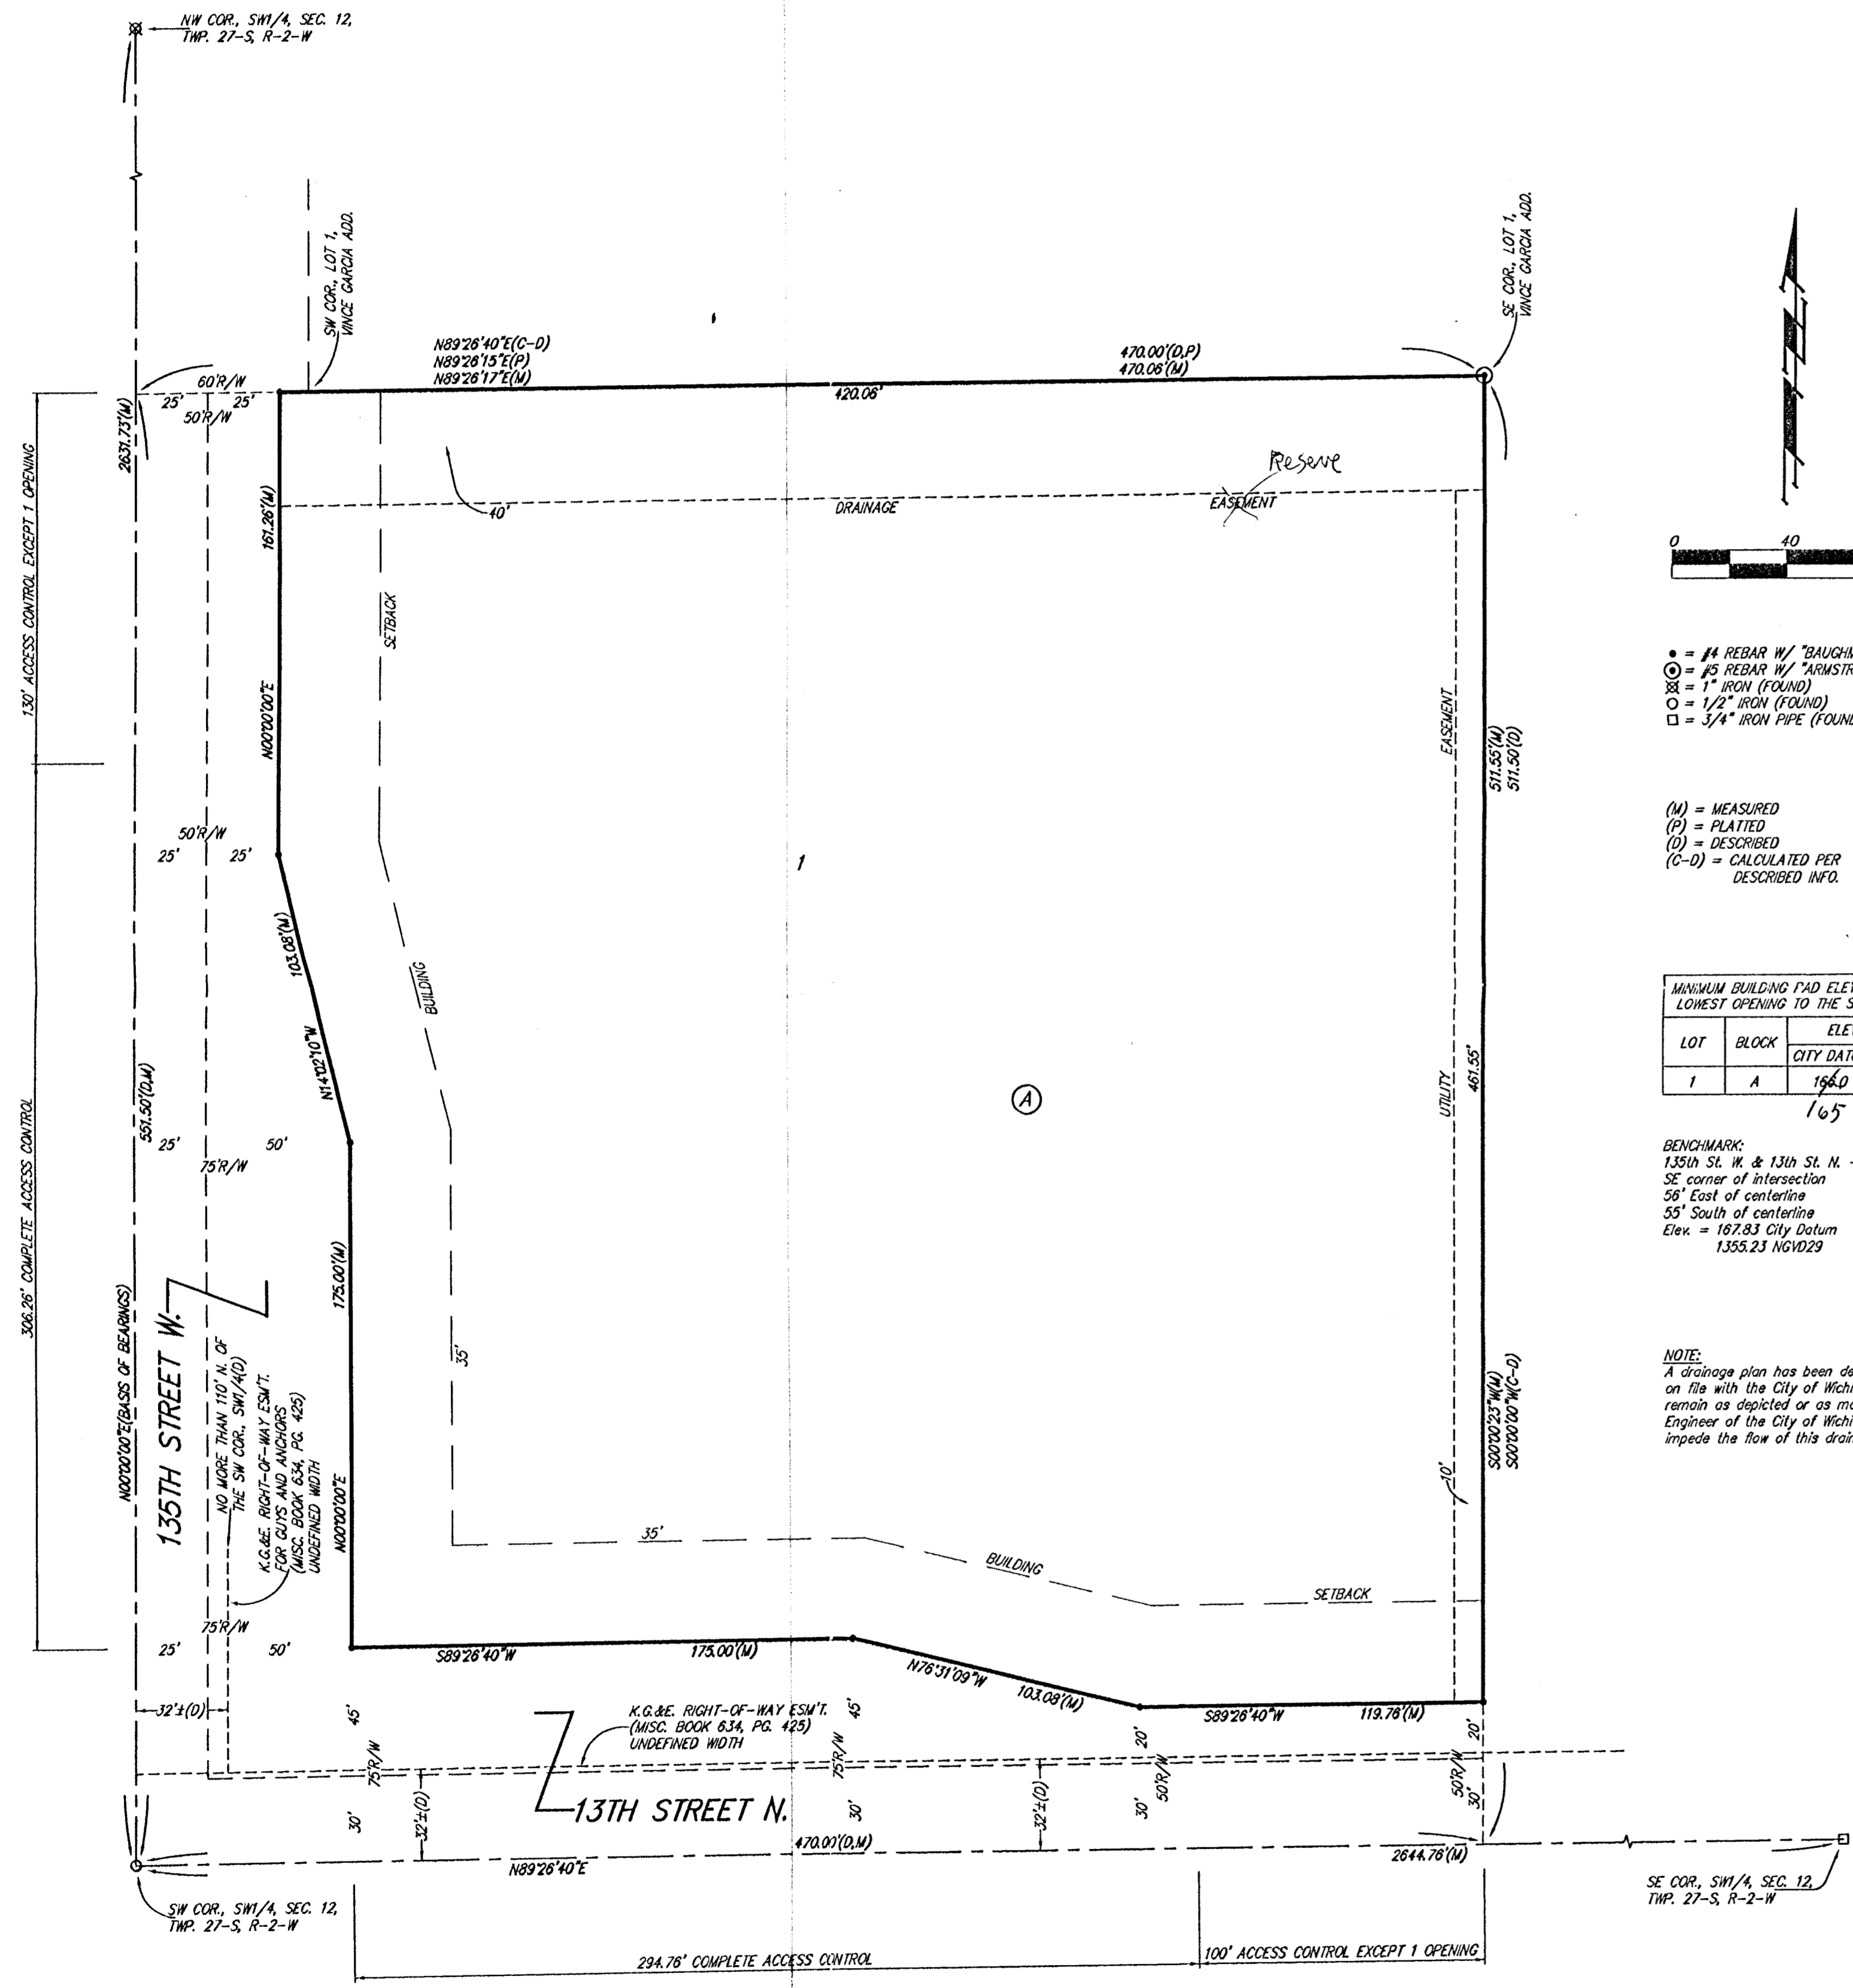 NW COR., SW1/4, SEC. 12,
TWP. 27-S, R-2-W
SW COR., LOT 1,
VINCE GARCIA ADD.
SE COR., LOT 1,
VINCE GARCIA ADD.
N89°26'40"E(C-D)
N89°26'15"E(P)
N89°26'17"E(M)
470.00'(D,P)
470.06'(M)
420.06'
60'R/W
25'
25'
50'R/W
2631.73'(M)
130' ACCESS CONTROL EXCEPT 1 OPENING
306.26' COMPLETE ACCESS CONTROL
161.26'(M)
N00°00'00"E
40'
DRAINAGE
EASEMENT
Reserve
SETBACK
BUILDING
50'R/W
25'
25'
103.08'(M)
N14°02'10"W
1
A
EASEMENT
UTILITY
10'
511.55'(M)
511.50'(D)
461.55'
S00°00'23"W(M)
S00°00'00"W(C-D)
551.50'(D,M)
N00°00'00"E(BASIS OF BEARINGS)
25'
50'
75'R/W
175.00'(M)
N00°00'00"E
35'
135TH STREET W.
NO MORE THAN 110' N. OF
THE SW COR., SW1/4(D)
K.G.&E. RIGHT-OF-WAY ESM'T.
FOR GUYS AND ANCHORS
(MISC. BOOK 634, PG. 425)
UNDEFINED WIDTH
75'R/W
25'
50'
32'±(D)
35'
BUILDING
SETBACK
S89°26'40"W
175.00'(M)
N76°31'09"W
103.08'(M)
S89°26'40"W
119.76'(M)
K.G.&E. RIGHT-OF-WAY ESM'T.
(MISC. BOOK 634, PG. 425)
UNDEFINED WIDTH
45'
75'R/W
30'
32'±(D)
45'
75'R/W
30'
32'±(D)
20'
50'R/W
30'
20'
50'R/W
30'
13TH STREET N.
470.00'(D,M)
N89°26'40"E
2644.76'(M)
SW COR., SW1/4, SEC. 12,
TWP. 27-S, R-2-W
SE COR., SW1/4, SEC. 12,
TWP. 27-S, R-2-W
294.76' COMPLETE ACCESS CONTROL
100' ACCESS CONTROL EXCEPT 1 OPENING
0 40
= #4 REBAR W/ "BAUGHM
= #5 REBAR W/ "ARMSTR
= 1" IRON (FOUND)
= 1/2" IRON (FOUND)
= 3/4" IRON PIPE (FOUN
(M) = MEASURED
(P) = PLATTED
(D) = DESCRIBED
(C-D) = CALCULATED PER
DESCRIBED INFO.
MINIMUM BUILDING PAD ELE
LOWEST OPENING TO THE S
LOT BLOCK ELE
CITY DAT
1 A
165
BENCHMARK:
135th St. W. & 13th St. N. -
SE corner of intersection
56' East of centerline
55' South of centerline
Elev. = 167.83 City Datum
1355.23 NGVD29
NOTE:
A drainage plan has been de
on file with the City of Wichi
remain as depicted or as mo
Engineer of the City of Wichi
impede the flow of this drain